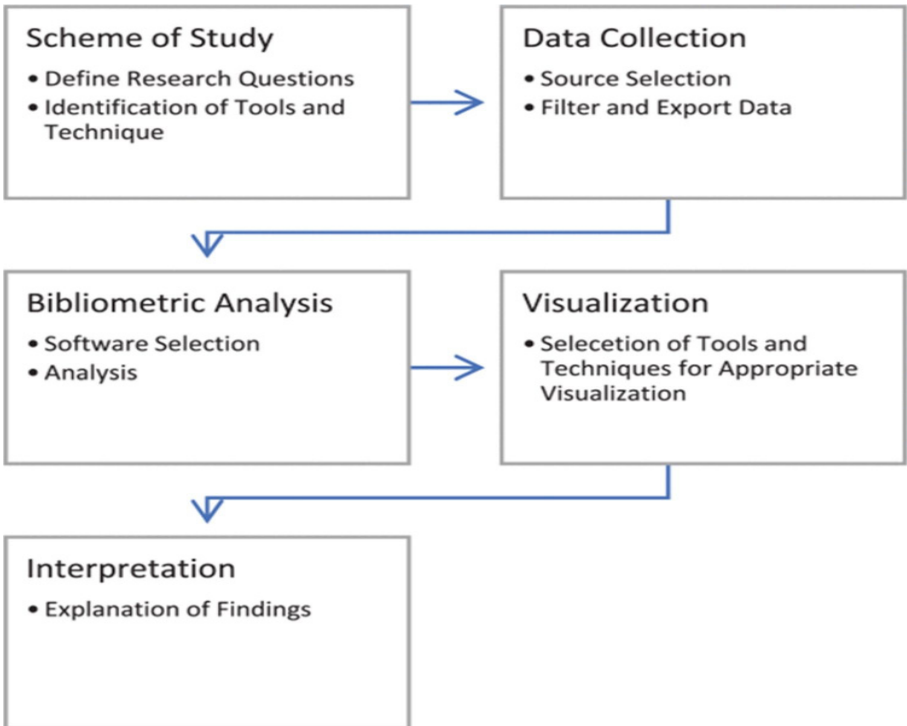 Scheme of Study
• Define Research Questions
• Identification of Tools and
Technique
Data Collection
• Source Selection
• Filter and Export Data
Bibliometric Analysis
• Software Selection
• Analysis
Visualization
• Selecetion of Tools and
Techniques for Appropriate
Visualization
Interpretation
• Explanation of Findings